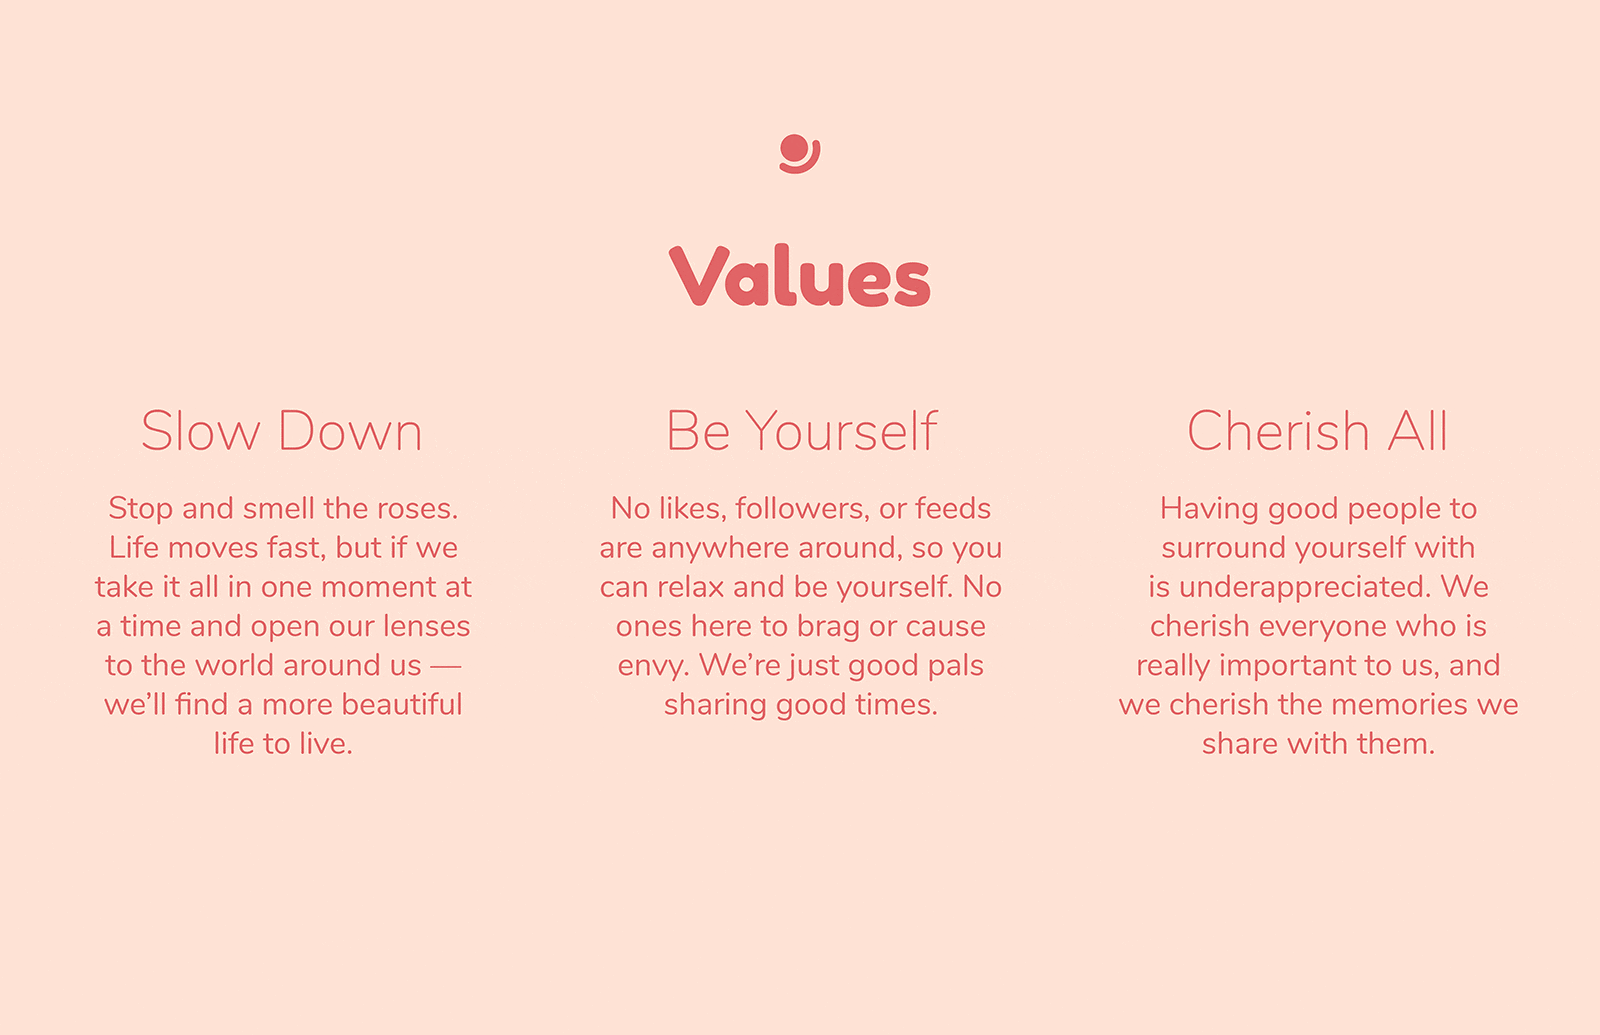 Values
Slow Down
Stop and smell the roses.
Life moves fast, but if we
take it all in one moment at
a time and open our lenses
to the world around us —
we’ll find a more beautiful
life to live.
Be Yourself
No likes, followers, or feeds
are anywhere around, so you
can relax and be yourself. No
ones here to brag or cause
envy. We’re just good pals
sharing good times.
Cherish All
Having good people to
surround yourself with
is underappreciated. We
cherish everyone who is
really important to us, and
we cherish the memories we
share with them.